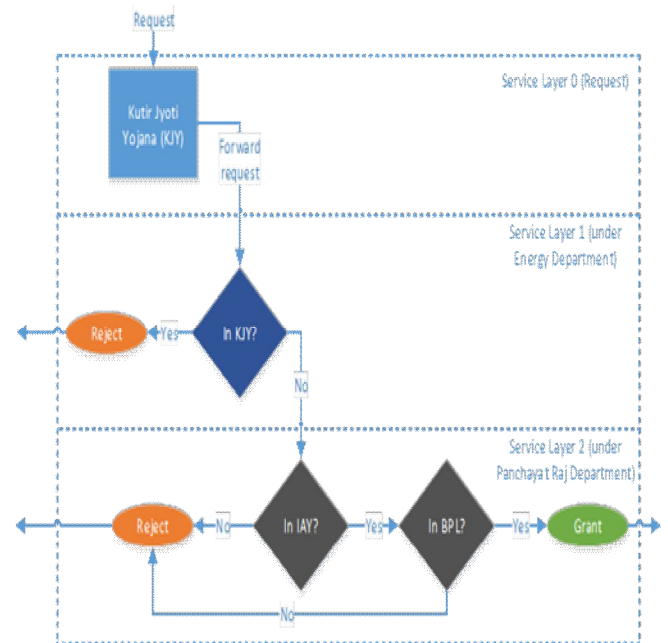 Request
Service Layer 0 (Request)
Kutir Jyoti
Yojana (KJY)
Forward
request
Service Layer 1 (under
Energy Department)
Reject
Yes
In KJY?
No
Service Layer 2 (under
Panchayat Raj Department)
Reject
No
In IAY?
Yes
In BPL?
Yes
Grant
No